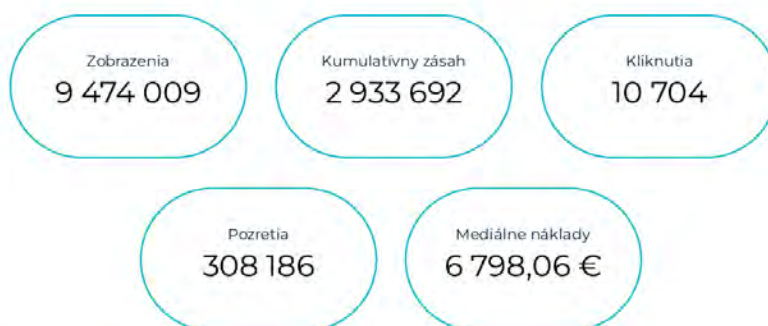 Zobrazenia
9 474 009
Kumulatívny zásah
2 933 692
Kliknutia
10 704
Pozretia
308 186
Mediálne náklady
6 798,06 €